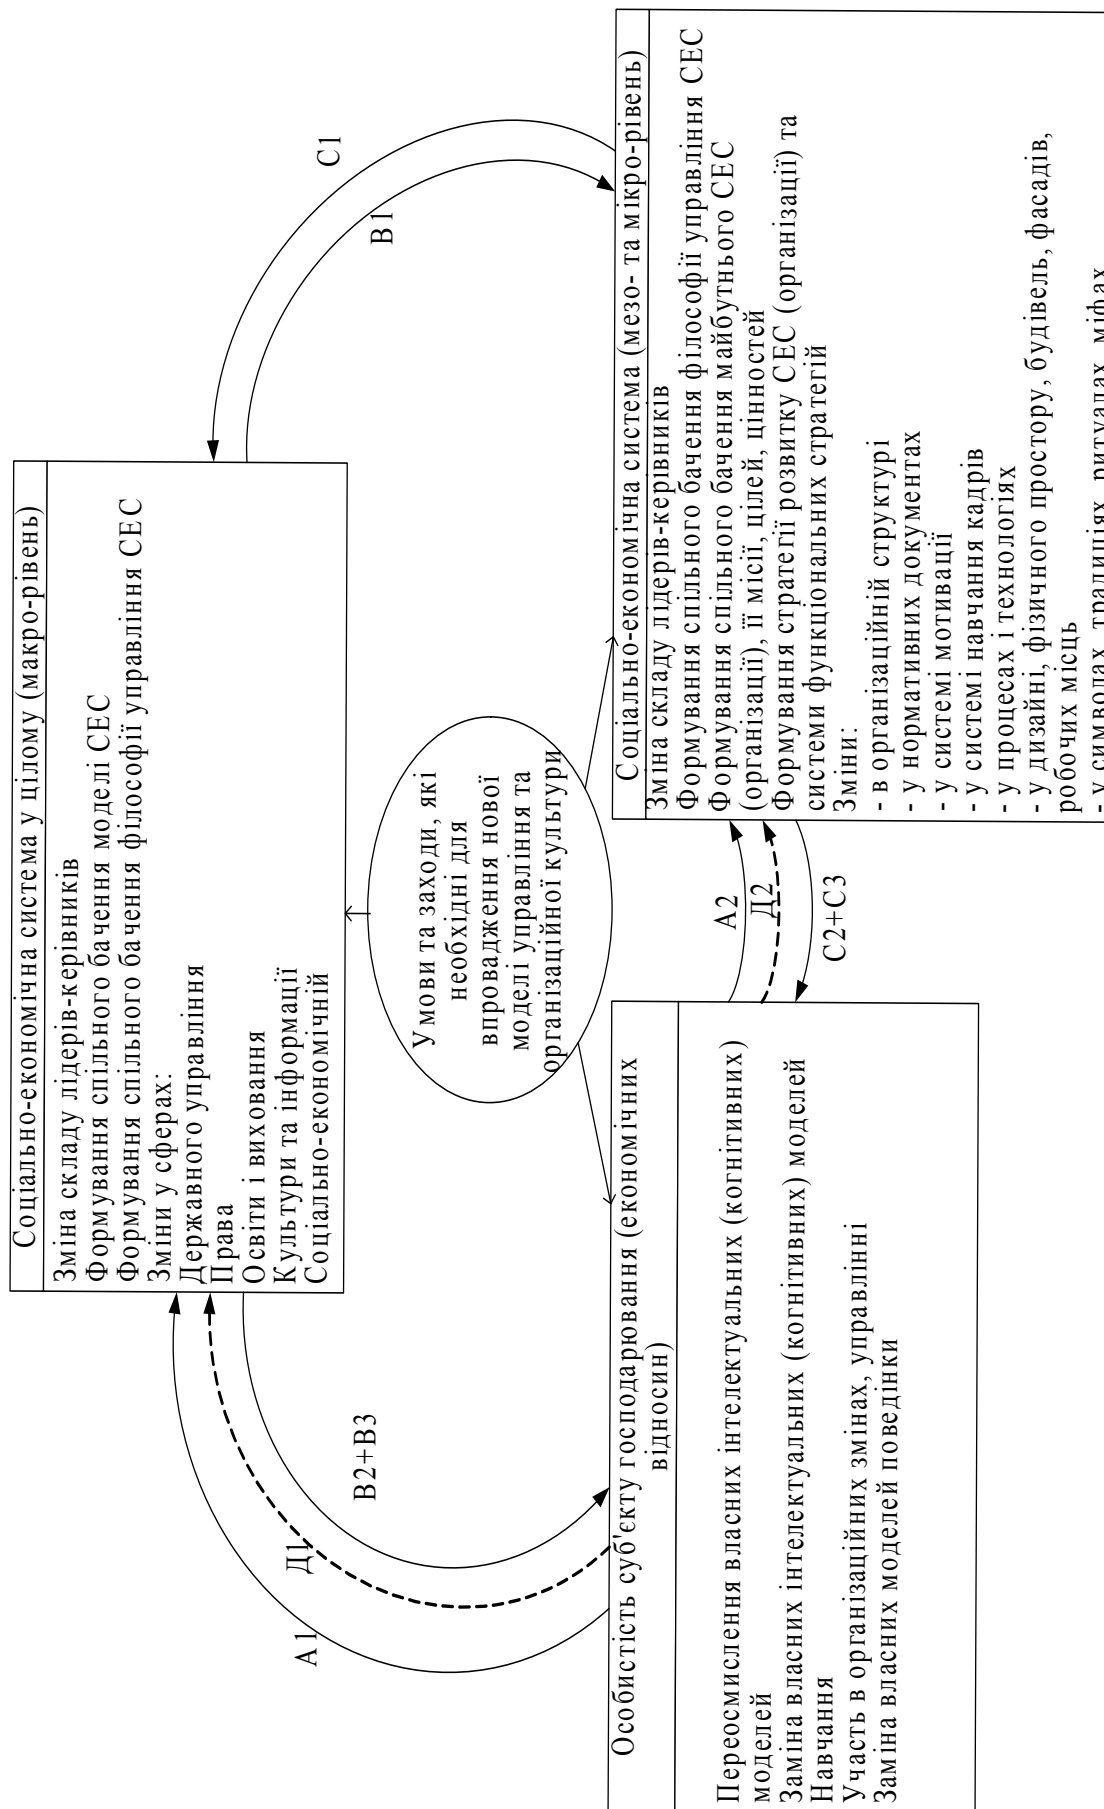 Соціально-економічна система у цілому (макро-рівень)
Зміна складу лідерів-керівників
Формування спільного бачення моделі СЕС
Формування спільного бачення філософії управління СЕС
Зміни у сферах:
Державного управління
Права
Освіти і виховання
Культури та інформації
Соціально-економічній
А1
Д1
В2+В3
С1
В1
Умови та заходи, які
необхідні для
впровадження нової
моделі управління та
організаційної культури
Особистість суб'єкту господарювання (економічних
відносин)
Переосмислення власних інтелектуальних (когнітивних)
моделей
Заміна власних інтелектуальних (когнітивних) моделей
Навчання
Участь в організаційних змінах, управлінні
Заміна власних моделей поведінки
А2
Д2
С2+С3
Соціально-економічна система (мезо- та мікро-рівень)
Зміна складу лідерів-керівників
Формування спільного бачення філософії управління СЕС
Формування спільного бачення майбутнього СЕС
(організації), її місії, цілей, цінностей
Формування стратегії розвитку СЕС (організації) та
системи функціональних стратегій
Зміни:
- в організаційній структурі
- у нормативних документах
- у системі мотивації
- у системі навчання кадрів
- у процесах і технологіях
- у дизайні, фізичного простору, будівель, фасадів,
робочих місць
- у символах, традиціях, ритуалах, міфах